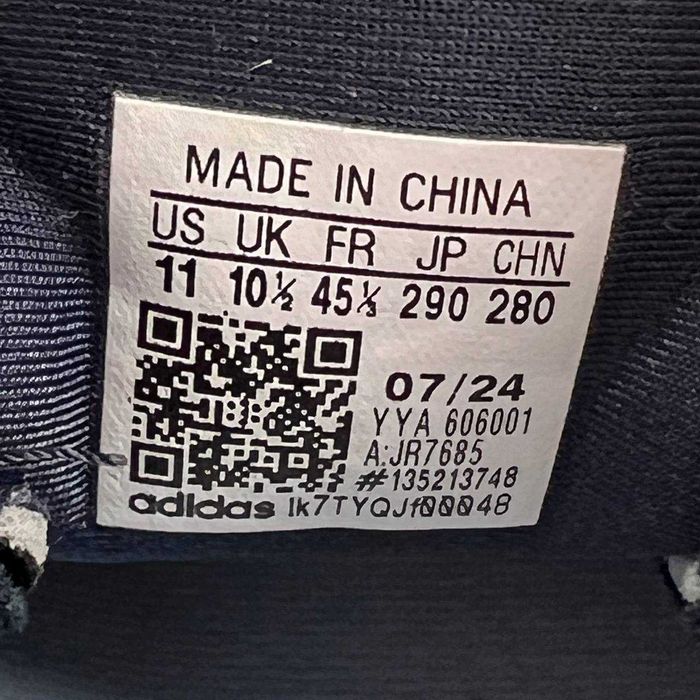 MADE IN CHINA
US UK FR JP CHN
11 10½ 45⅓ 290 280
07/24
YYA 606001
A:JR7685
#135213748
adidas lk7TYQJf00048